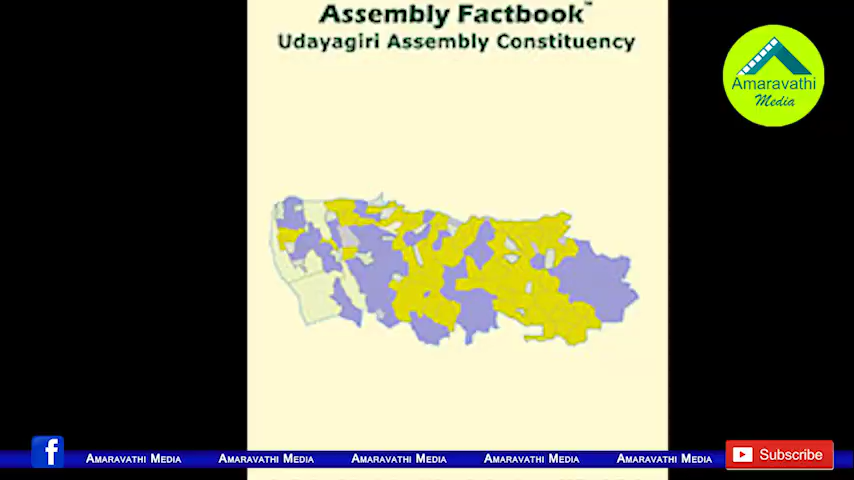 Assembly Factbook™
Udayagiri Assembly Constituency
Amaravathi
Media
f
AMARAVATHI MEDIA AMARAVATHI MEDIA AMARAVATHI MEDIA AMARAVATHI MEDIA AMARAVATHI MEDIA
Subscribe